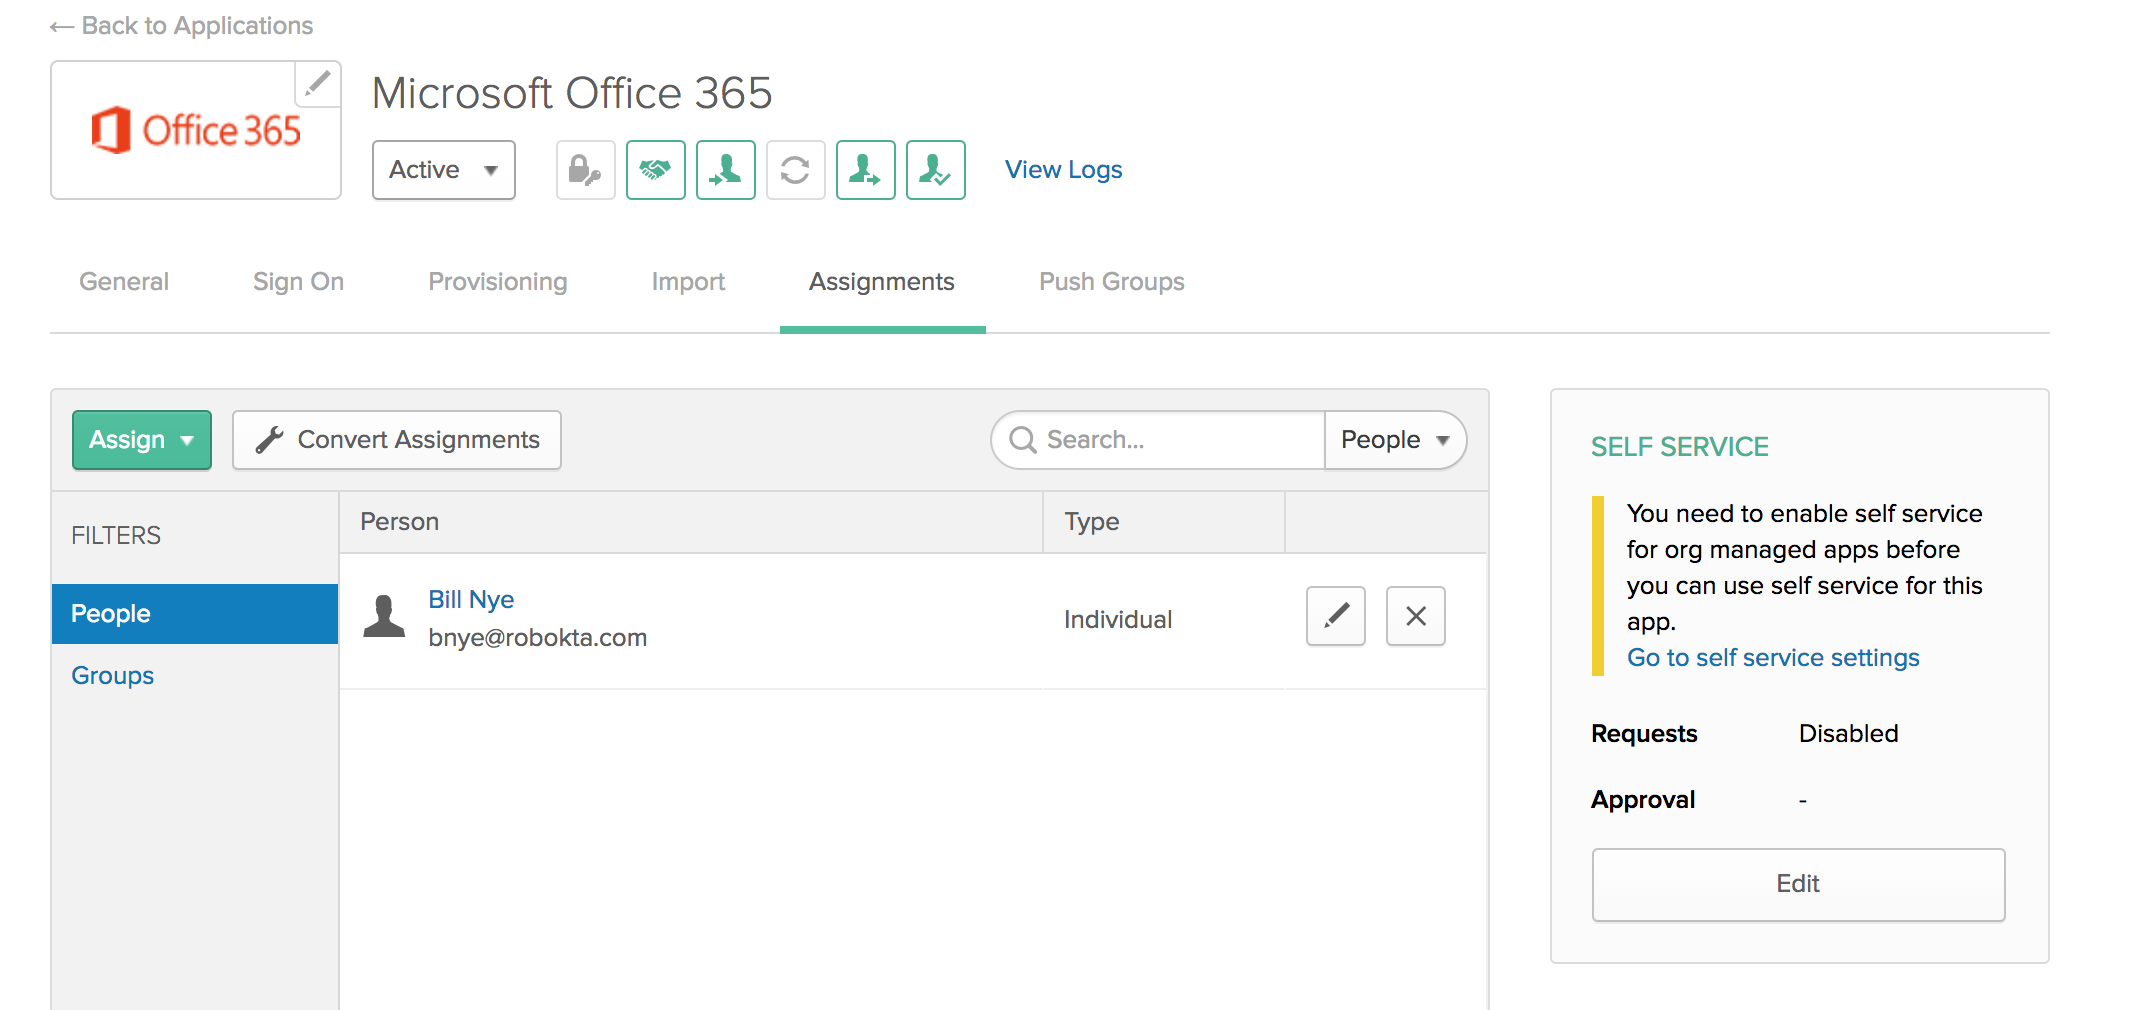 ← Back to Applications
Office 365
Microsoft Office 365
Active
View Logs
General
Sign On
Provisioning
Import
Assignments
Push Groups
Assign
Convert Assignments
Search...
People
FILTERS
People
Groups
Person
Type
Bill Nye
bnye@robokta.com
Individual
SELF SERVICE
You need to enable self service
for org managed apps before
you can use self service for this
app.
Go to self service settings
Requests Disabled
Approval -
Edit